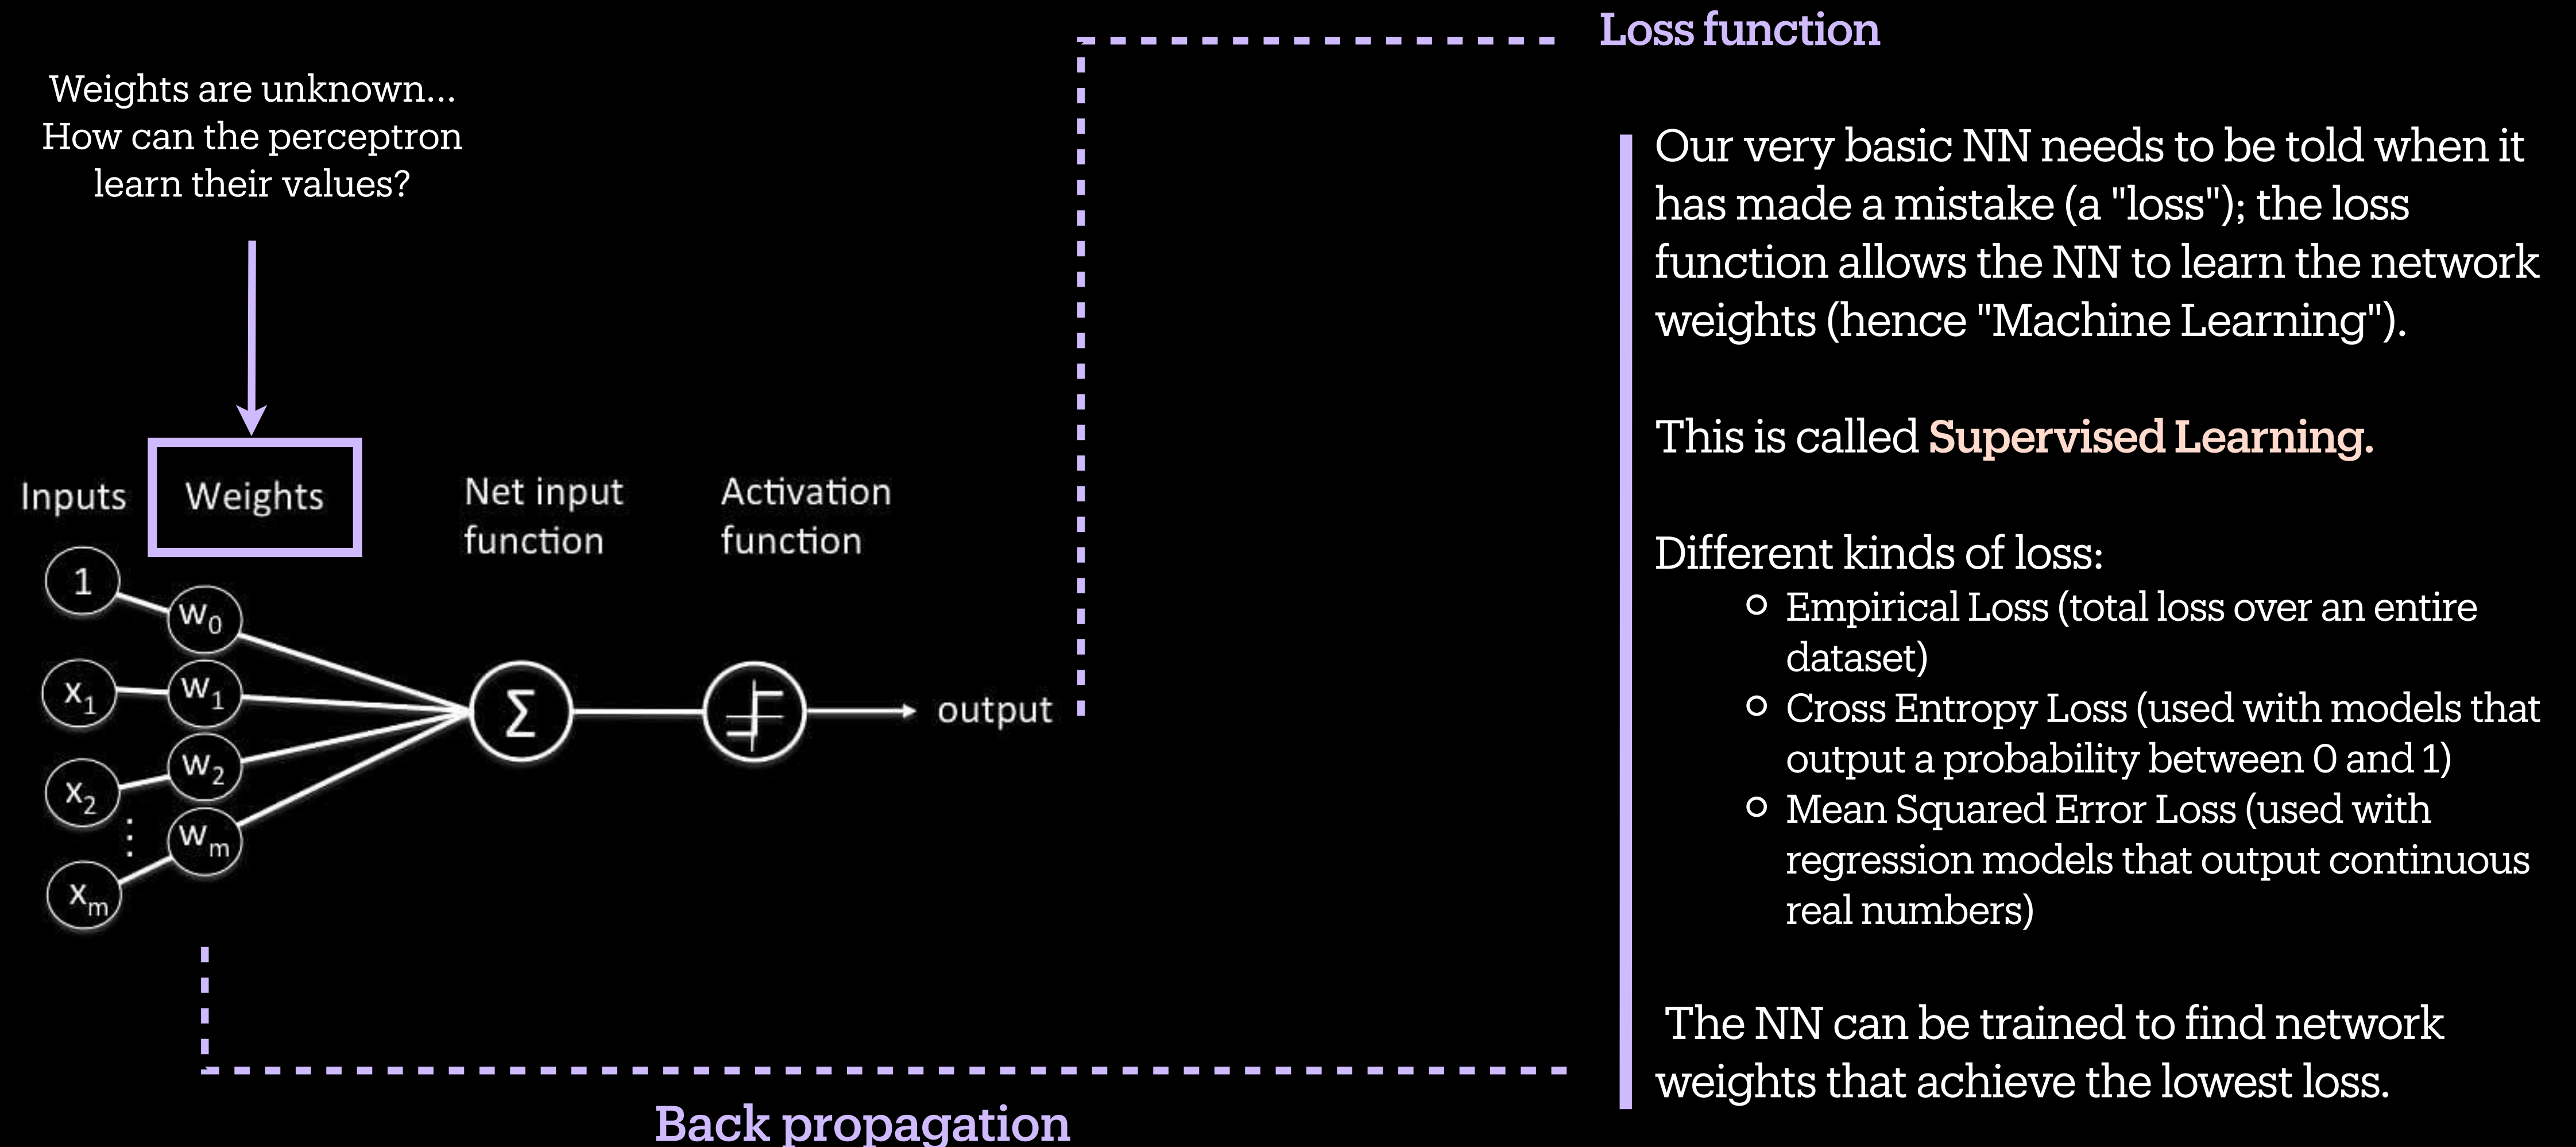 Loss function
Weights are unknown...
How can the perceptron
learn their values?
Inputs
Weights
Net input
function
Activation
function
1
x1
x2
⋮
xm
w0
w1
w2
wm
Σ
output
Back propagation
Our very basic NN needs to be told when it
has made a mistake (a "loss"); the loss
function allows the NN to learn the network
weights (hence "Machine Learning").
This is called Supervised Learning.
Different kinds of loss:
Empirical Loss (total loss over an entire
dataset)
Cross Entropy Loss (used with models that
output a probability between 0 and 1)
Mean Squared Error Loss (used with
regression models that output continuous
real numbers)
The NN can be trained to find network
weights that achieve the lowest loss.